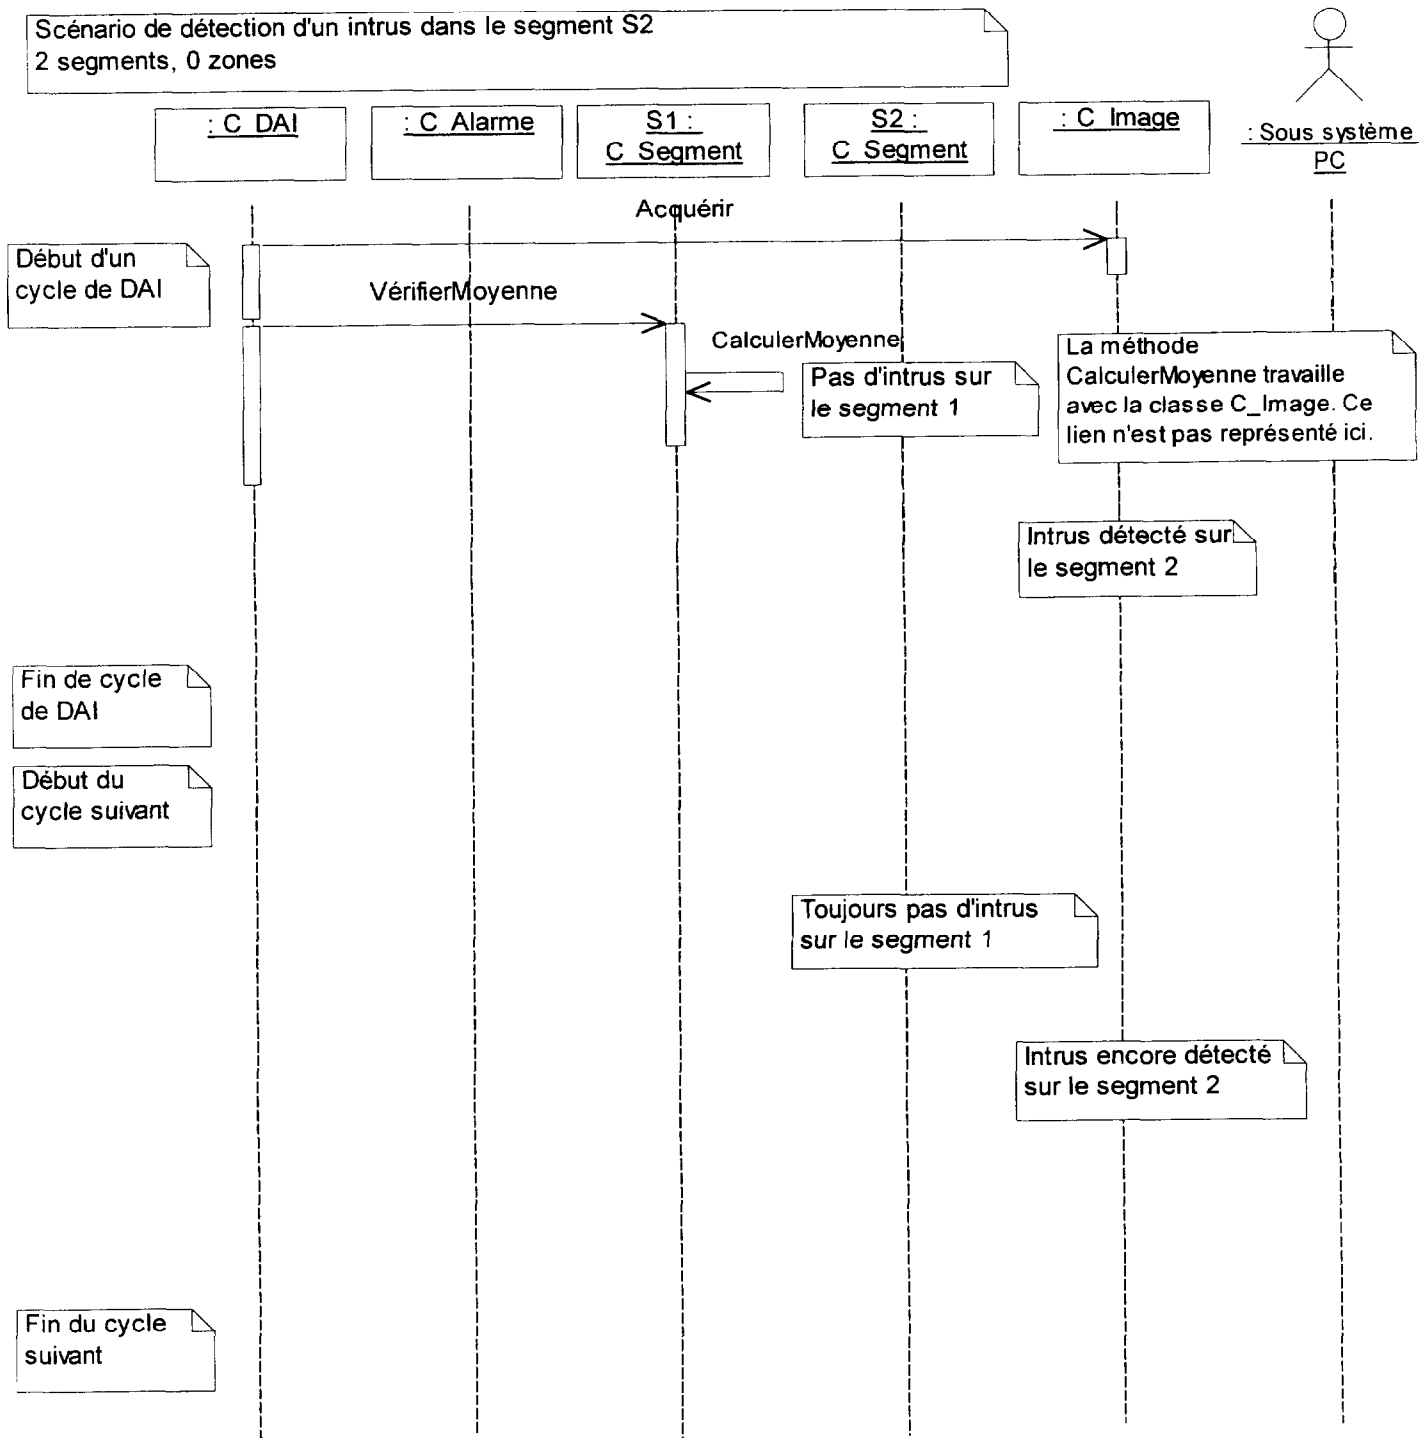 Scénario de détection d'un intrus dans le segment S2
2 segments, 0 zones
: C_DAI
: C_Alarme
S1 :
C_Segment
S2 :
C_Segment
: C_Image
: Sous système
PC
Acquérir
Début d'un
cycle de DAI
VérifierMoyenne
CalculerMoyenne
Pas d'intrus sur
le segment 1
La méthode
CalculerMoyenne travaille
avec la classe C_Image. Ce
lien n'est pas représenté ici.
Intrus détecté sur
le segment 2
Fin de cycle
de DAI
Début du
cycle suivant
Toujours pas d'intrus
sur le segment 1
Intrus encore détecté
sur le segment 2
Fin du cycle
suivant